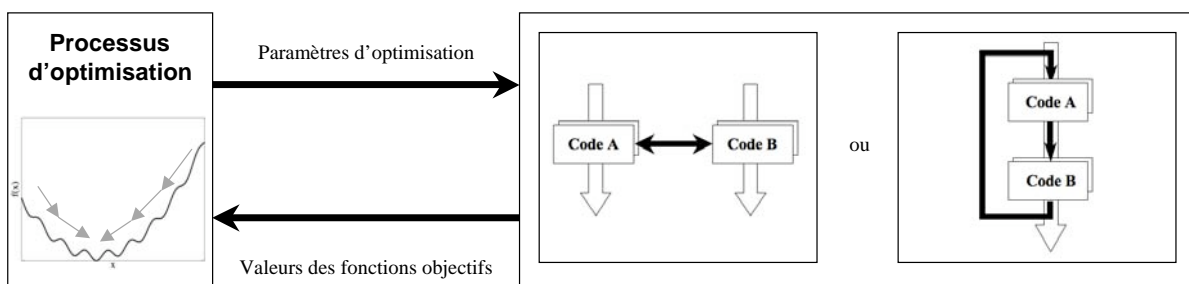 Processus
d'optimisation
f(x)
x
Paramètres d'optimisation
Valeurs des fonctions objectifs
Code A
Code B
ou
Code A
Code B